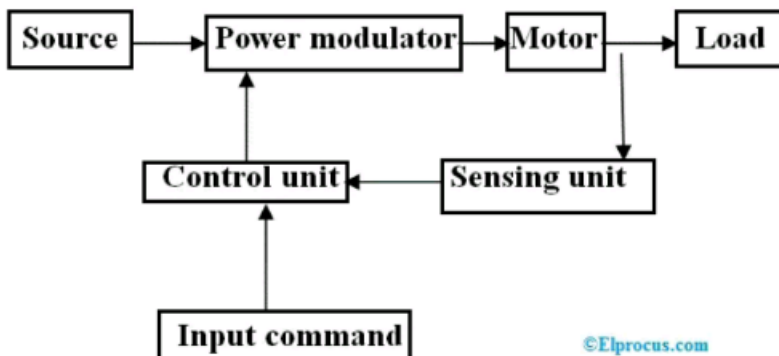 Source
Power modulator
Motor
Load
Control unit
Sensing unit
Input command
©Elprocus.com